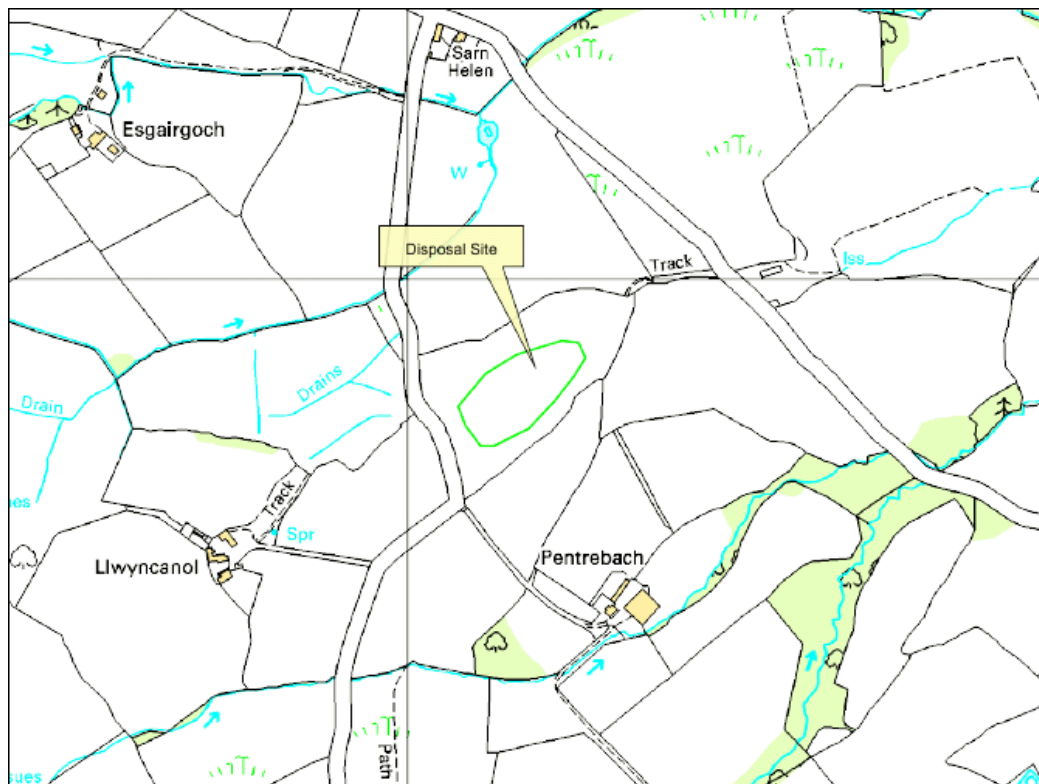 Sarn
Helen
Esgairgoch
W
Disposal Site
Track
Iss
Drains
Drain
Track
Spr
Llwyncanol
Pentrebach
Path